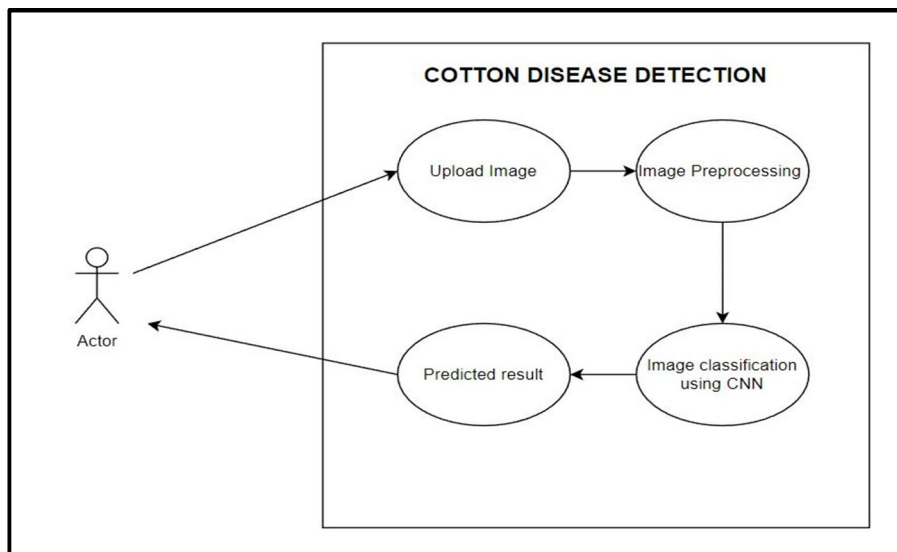 COTTON DISEASE DETECTION
Upload Image
Image Preprocessing
Actor
Predicted result
Image classification
using CNN